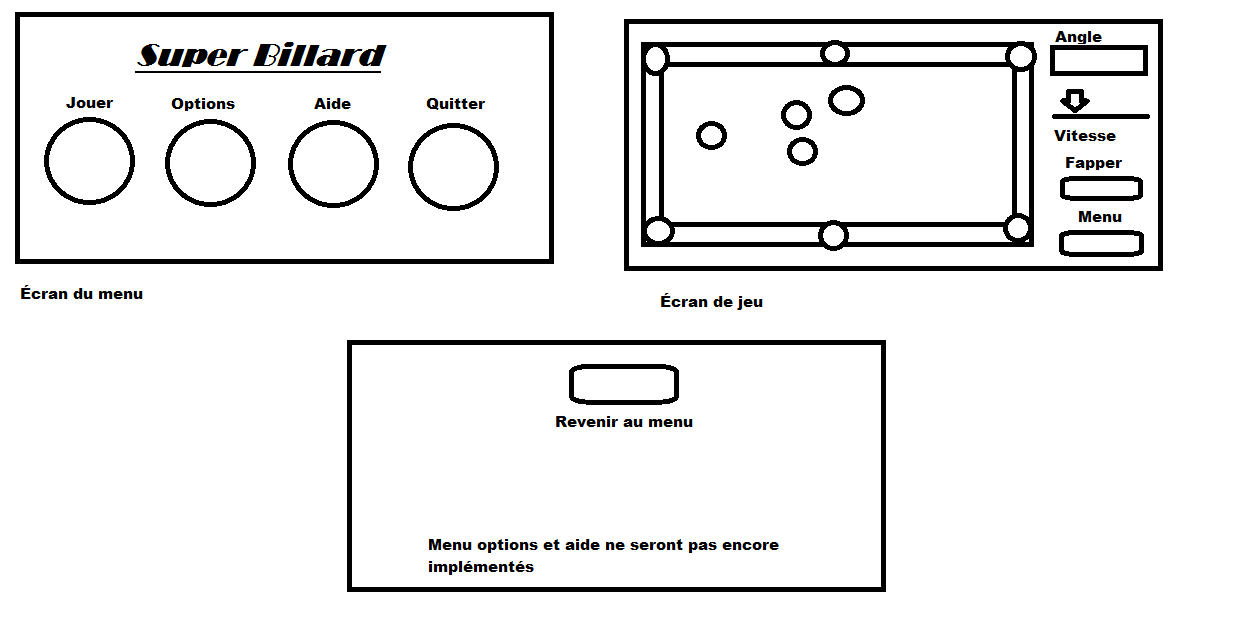 Super Billard
Jouer
Options
Aide
Quitter
Écran du menu
Angle
Vitesse
Fapper
Menu
Écran de jeu
Revenir au menu
Menu options et aide ne seront pas encore
implémentés